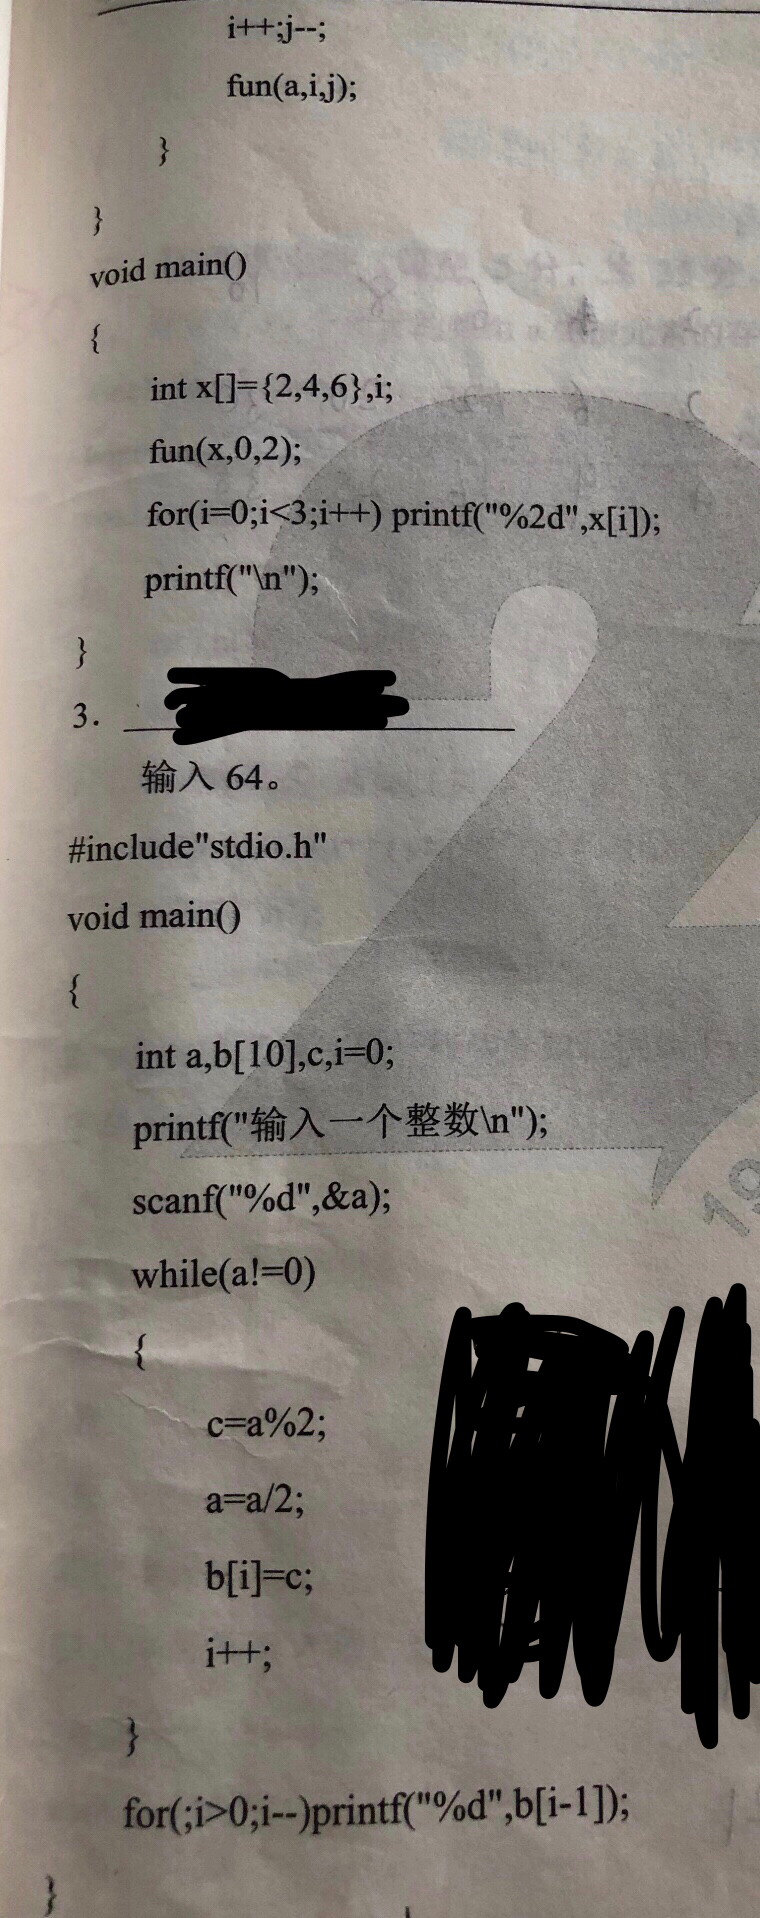 i++;j--;
fun(a,i,j);
}
}
void main()
{
int x[]={2,4,6},i;
fun(x,0,2);
for(i=0;i<3;i++) printf("%2d",x[i]);
printf("\n");
}
3.
输入 64。
#include"stdio.h"
void main()
{
int a,b[10],c,i=0;
printf("输入一个整数\n");
scanf("%d",&a);
while(a!=0)
{
c=a%2;
a=a/2;
b[i]=c;
i++;
}
for(;i>0;i--)printf("%d",b[i-1]);
}